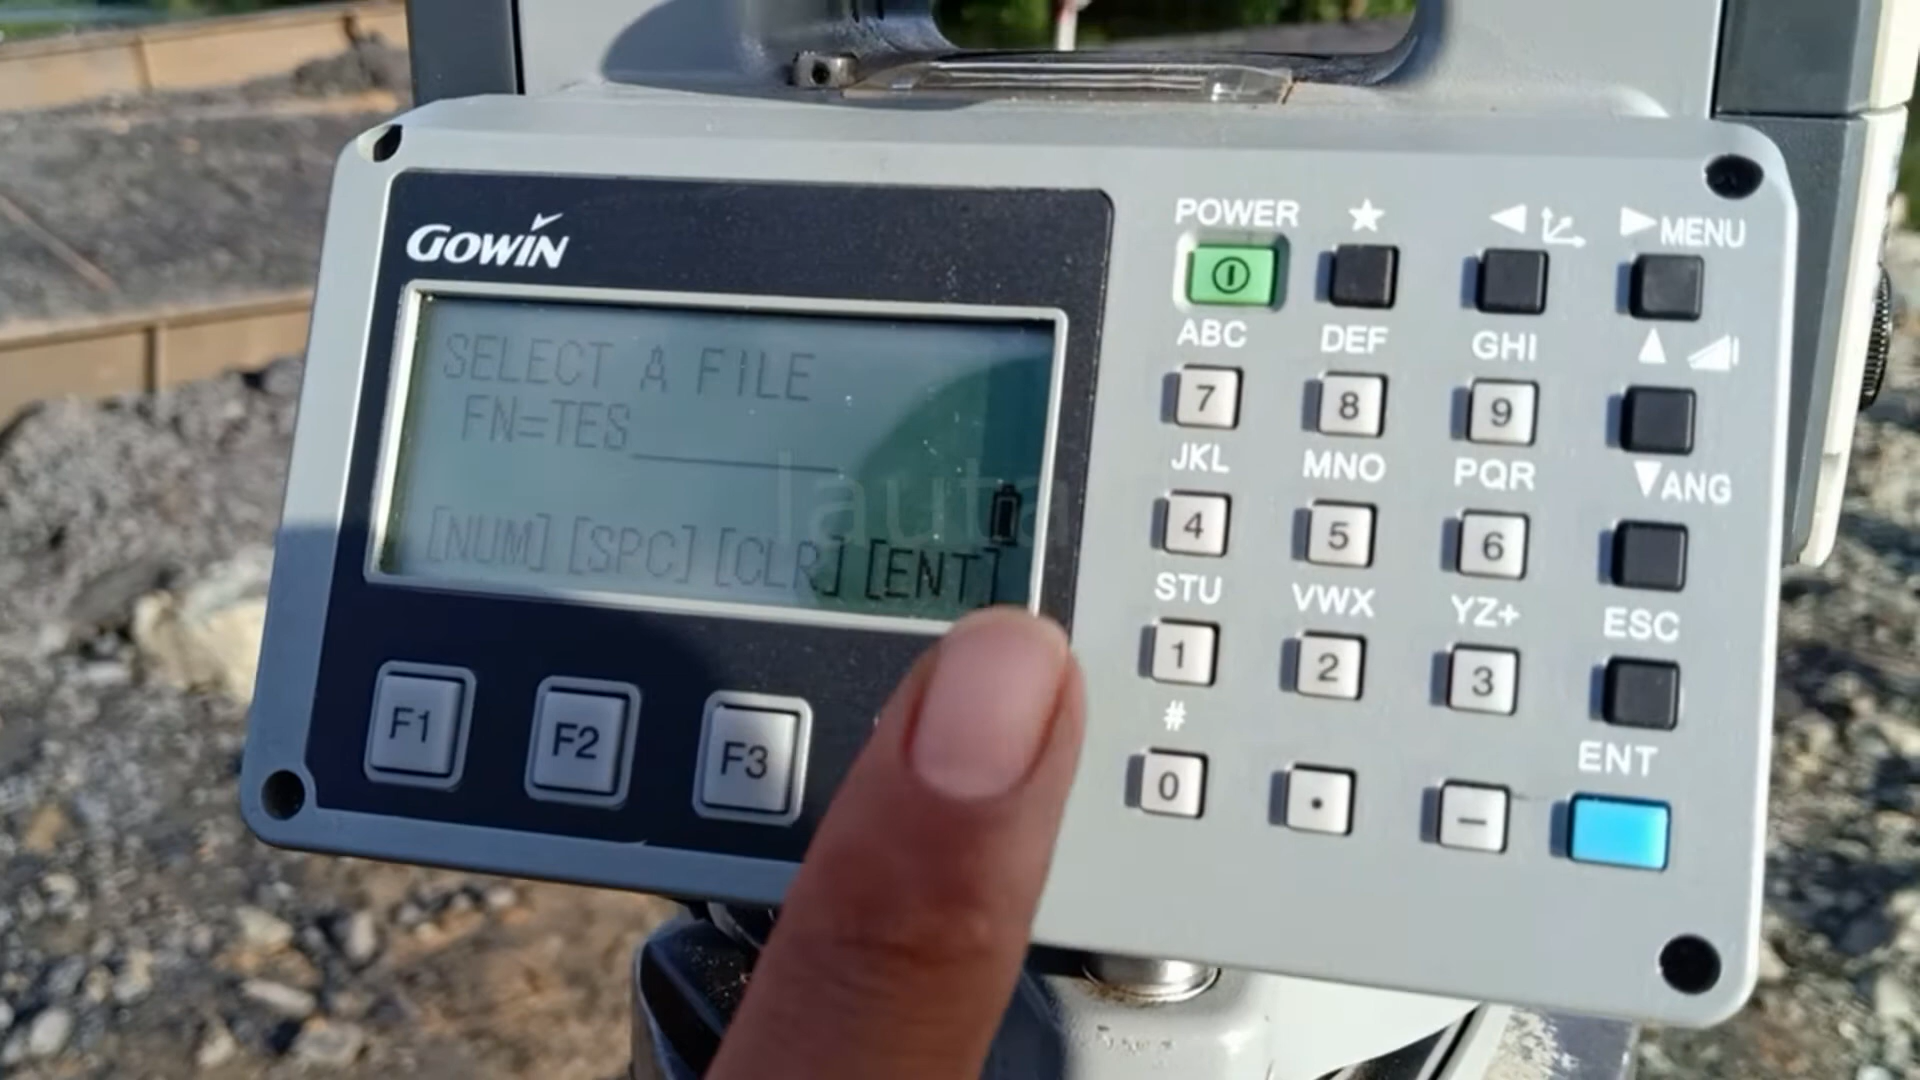 GOWIN
SELECT A FILE
FN=TES
[NUM] [SPC] [CLR] [ENT]
F1 F2 F3
POWER ★ ◀ ▶MENU
ABC DEF GHI ▲
7 8 9
JKL MNO PQR ▼ANG
4 5 6
STU VWX YZ+ ESC
1 2 3
# ENT
0 . –
lauta